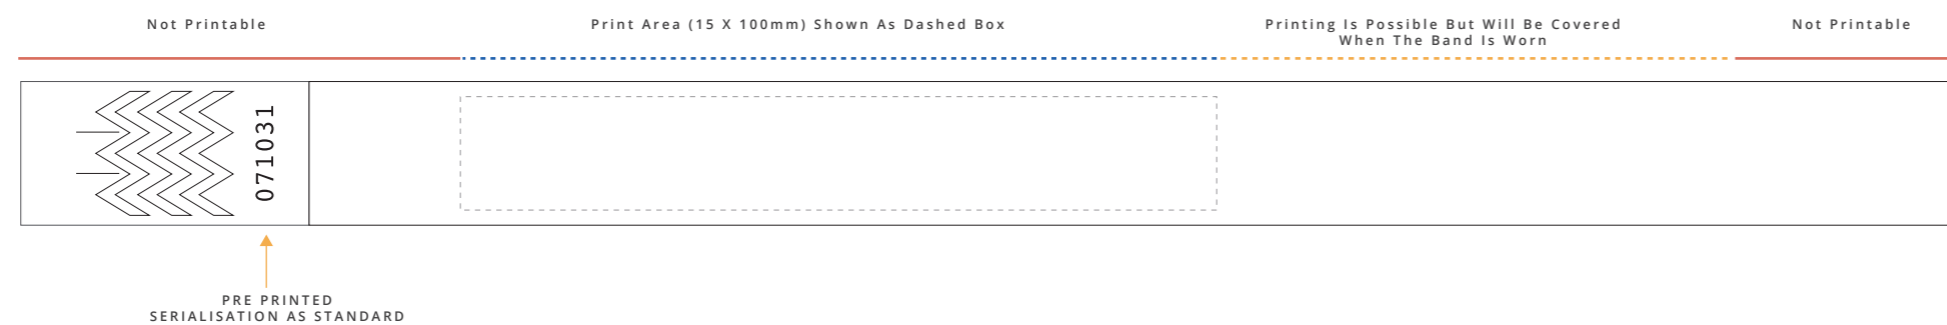 Not Printable
Print Area (15 X 100mm) Shown As Dashed Box
Printing Is Possible But Will Be Covered
When The Band Is Worn
Not Printable
071031
PRE PRINTED
SERIALISATION AS STANDARD